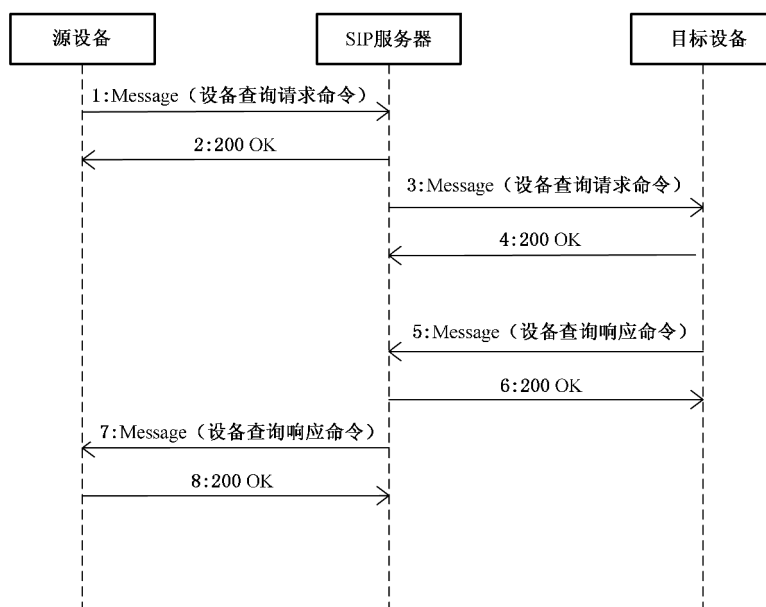 源设备
SIP服务器
目标设备
1:Message（设备查询请求命令）
2:200 OK
3:Message（设备查询请求命令）
4:200 OK
5:Message（设备查询响应命令）
6:200 OK
7:Message（设备查询响应命令）
8:200 OK